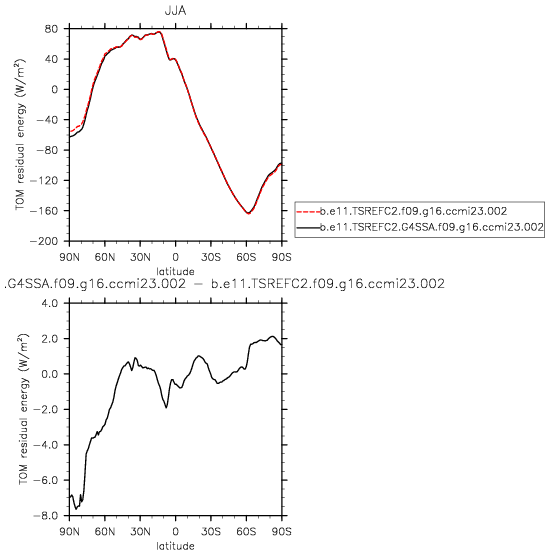 JJA
TOM residual energy (W/m²)
80
40
0
−40
−80
−120
−160
−200
90N 60N 30N 0 30S 60S 90S
latitude
b.e11.TSREFC2.f09.g16.ccmi23.002
b.e11.TSREFC2.G4SSA.f09.g16.ccmi23.002
.G4SSA.f09.g16.ccmi23.002 − b.e11.TSREFC2.f09.g16.ccmi23.002
TOM residual energy (W/m²)
4.0
2.0
0.0
−2.0
−4.0
−6.0
−8.0
90N 60N 30N 0 30S 60S 90S
latitude